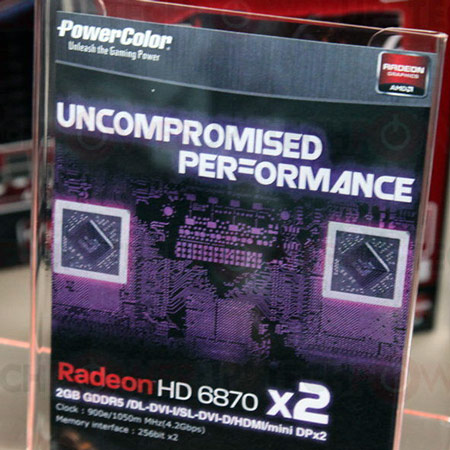 PowerColor
Unleash the Gaming Power
RADEON
GRAPHICS
AMD
UNCOMPROMISED
PERFORMANCE
Radeon HD 6870 x2
2GB GDDR5 /DL-DVI-I/SL-DVI-D/HDMI/mini DPx2
Clock : 900e/1050m MHz(4.2Gbps)
Memory interface : 256bit x2